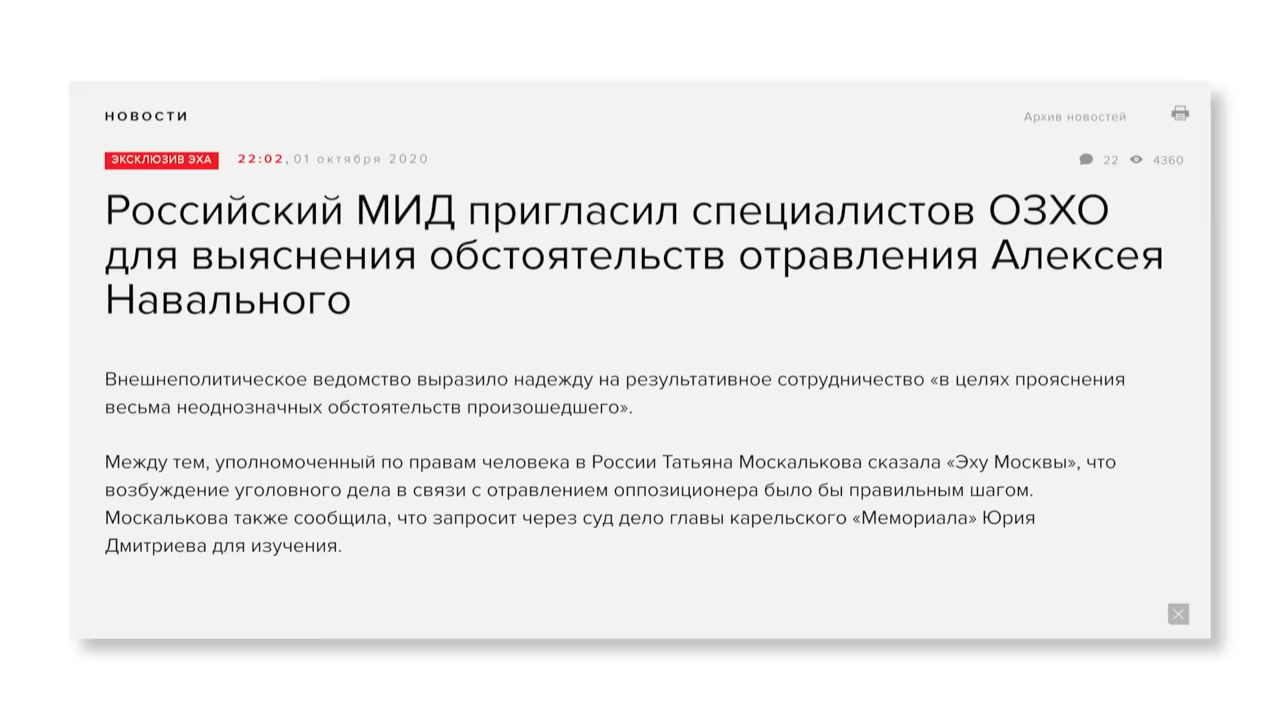 НОВОСТИ
Архив новостей
ЭКСКЛЮЗИВ ЭХА 22:02, 01 октября 2020
22 4360
Российский МИД пригласил специалистов ОЗХО
для выяснения обстоятельств отравления Алексея
Навального
Внешнеполитическое ведомство выразило надежду на результативное сотрудничество «в целях прояснения
весьма неоднозначных обстоятельств произошедшего».
Между тем, уполномоченный по правам человека в России Татьяна Москалькова сказала «Эху Москвы», что
возбуждение уголовного дела в связи с отравлением оппозиционера было бы правильным шагом.
Москалькова также сообщила, что запросит через суд дело главы карельского «Мемориала» Юрия
Дмитриева для изучения.